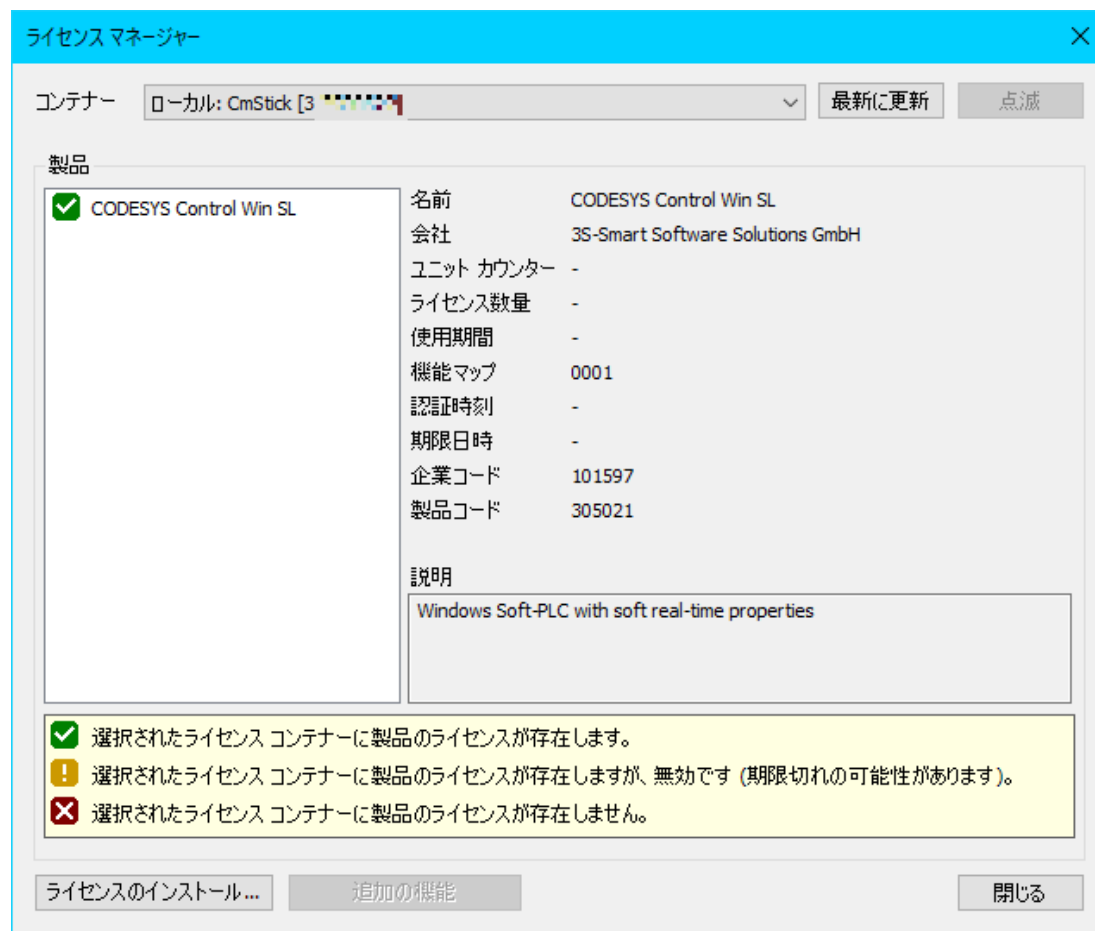 ライセンス マネージャー
コンテナー ローカル: CmStick [3 最新に更新 点滅
製品
CODESYS Control Win SL
名前 CODESYS Control Win SL
会社 3S-Smart Software Solutions GmbH
ユニット カウンター -
ライセンス数量 -
使用期間 -
機能マップ 0001
認証時刻 -
期限日時 -
企業コード 101597
製品コード 305021
説明
Windows Soft-PLC with soft real-time properties
選択されたライセンス コンテナーに製品のライセンスが存在します。
選択されたライセンス コンテナーに製品のライセンスが存在しますが、無効です (期限切れの可能性があります)。
選択されたライセンス コンテナーに製品のライセンスが存在しません。
ライセンスのインストール... 追加の機能 閉じる